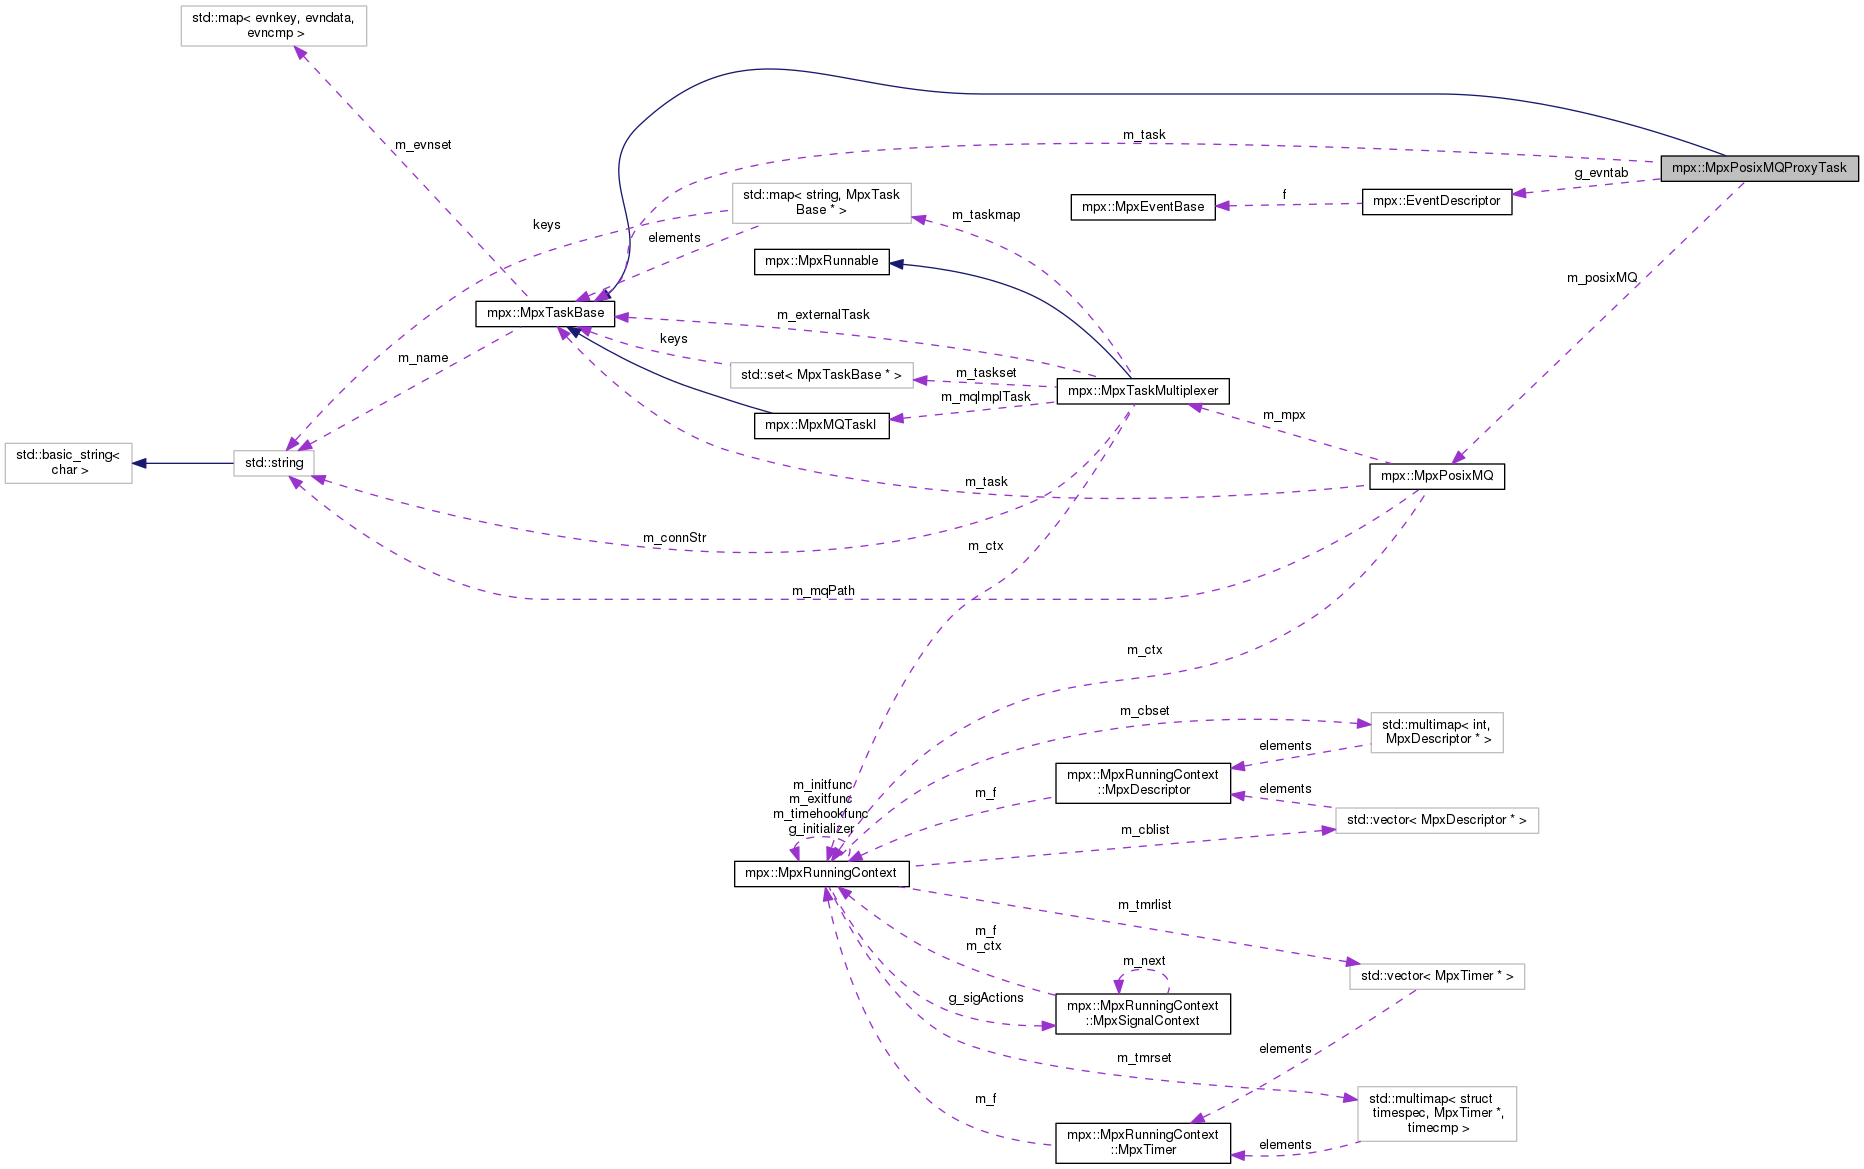 std::map< evnkey, evndata,
evncmp >
m_evnset
m_task
mpx::MpxPosixMQProxyTask
g_evntab
std::map< string, MpxTask
Base * >
f
mpx::MpxEventBase
mpx::EventDescriptor
m_taskmap
keys
elements
mpx::MpxRunnable
m_posixMQ
mpx::MpxTaskBase
m_externalTask
keys
m_name
std::set< MpxTaskBase * >
m_taskset
mpx::MpxTaskMultiplexer
m_mqImplTask
m_mpx
mpx::MpxMQTaskI
std::basic_string<
char >
std::string
mpx::MpxPosixMQ
m_task
m_connStr
m_ctx
m_mqPath
m_ctx
m_cbset
std::multimap< int,
MpxDescriptor * >
elements
mpx::MpxRunningContext
::MpxDescriptor
m_initfunc
m_exitfunc
m_timehookfunc
g_initializer
m_f
elements
m_cblist
std::vector< MpxDescriptor * >
mpx::MpxRunningContext
m_tmrlist
m_f
m_ctx
m_next
std::vector< MpxTimer * >
g_sigActions
mpx::MpxRunningContext
::MpxSignalContext
elements
m_tmrset
m_f
std::multimap< struct
timespec, MpxTimer *,
timecmp >
mpx::MpxRunningContext
::MpxTimer
elements